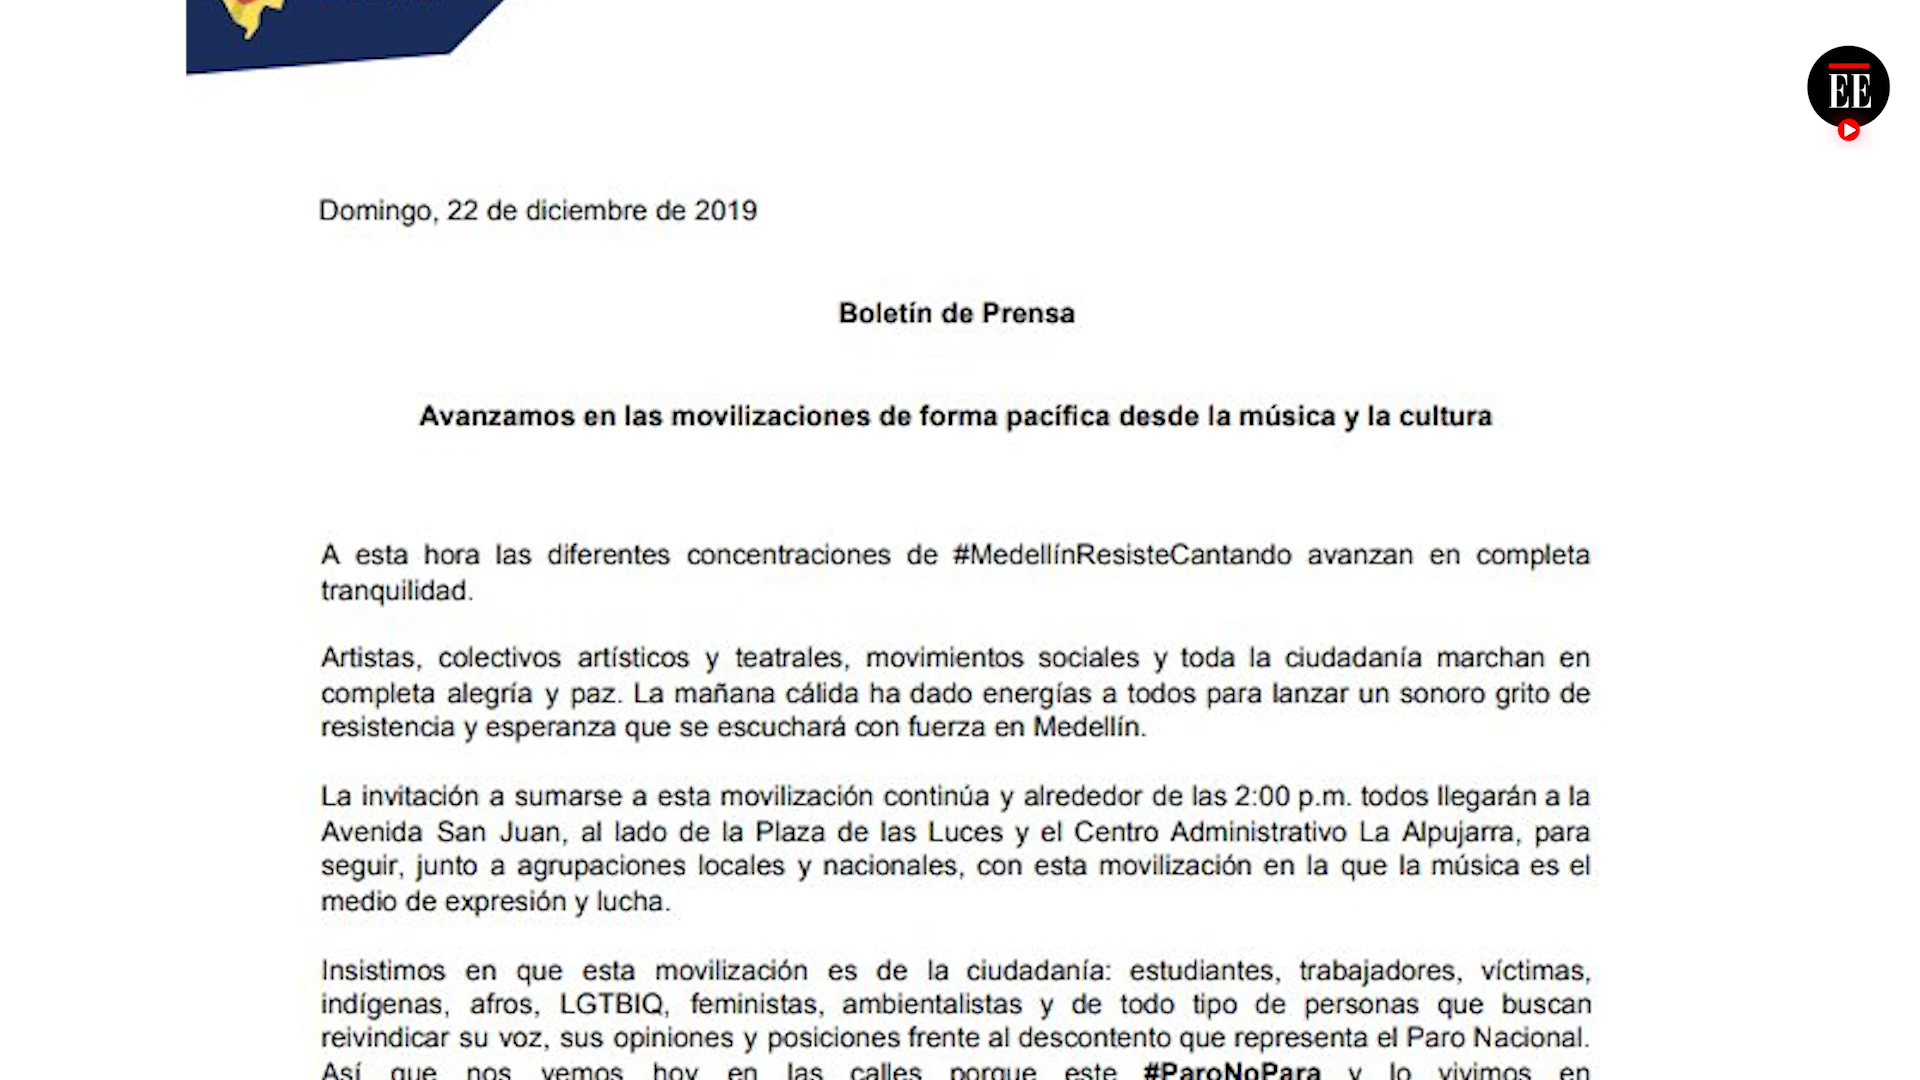 EE
Domingo, 22 de diciembre de 2019
Boletín de Prensa
Avanzamos en las movilizaciones de forma pacífica desde la música y la cultura
A esta hora las diferentes concentraciones de #MedellínResisteCantando avanzan en completa
tranquilidad.
Artistas, colectivos artísticos y teatrales, movimientos sociales y toda la ciudadanía marchan en
completa alegría y paz. La mañana cálida ha dado energías a todos para lanzar un sonoro grito de
resistencia y esperanza que se escuchará con fuerza en Medellín.
La invitación a sumarse a esta movilización continúa y alrededor de las 2:00 p.m. todos llegarán a la
Avenida San Juan, al lado de la Plaza de las Luces y el Centro Administrativo La Alpujarra, para
seguir, junto a agrupaciones locales y nacionales, con esta movilización en la que la música es el
medio de expresión y lucha.
Insistimos en que esta movilización es de la ciudadanía: estudiantes, trabajadores, víctimas,
indígenas, afros, LGTBIQ, feministas, ambientalistas y de todo tipo de personas que buscan
reivindicar su voz, sus opiniones y posiciones frente al descontento que representa el Paro Nacional.
Así que nos vemos hoy en las calles porque este #ParoNoPara y lo vivimos en